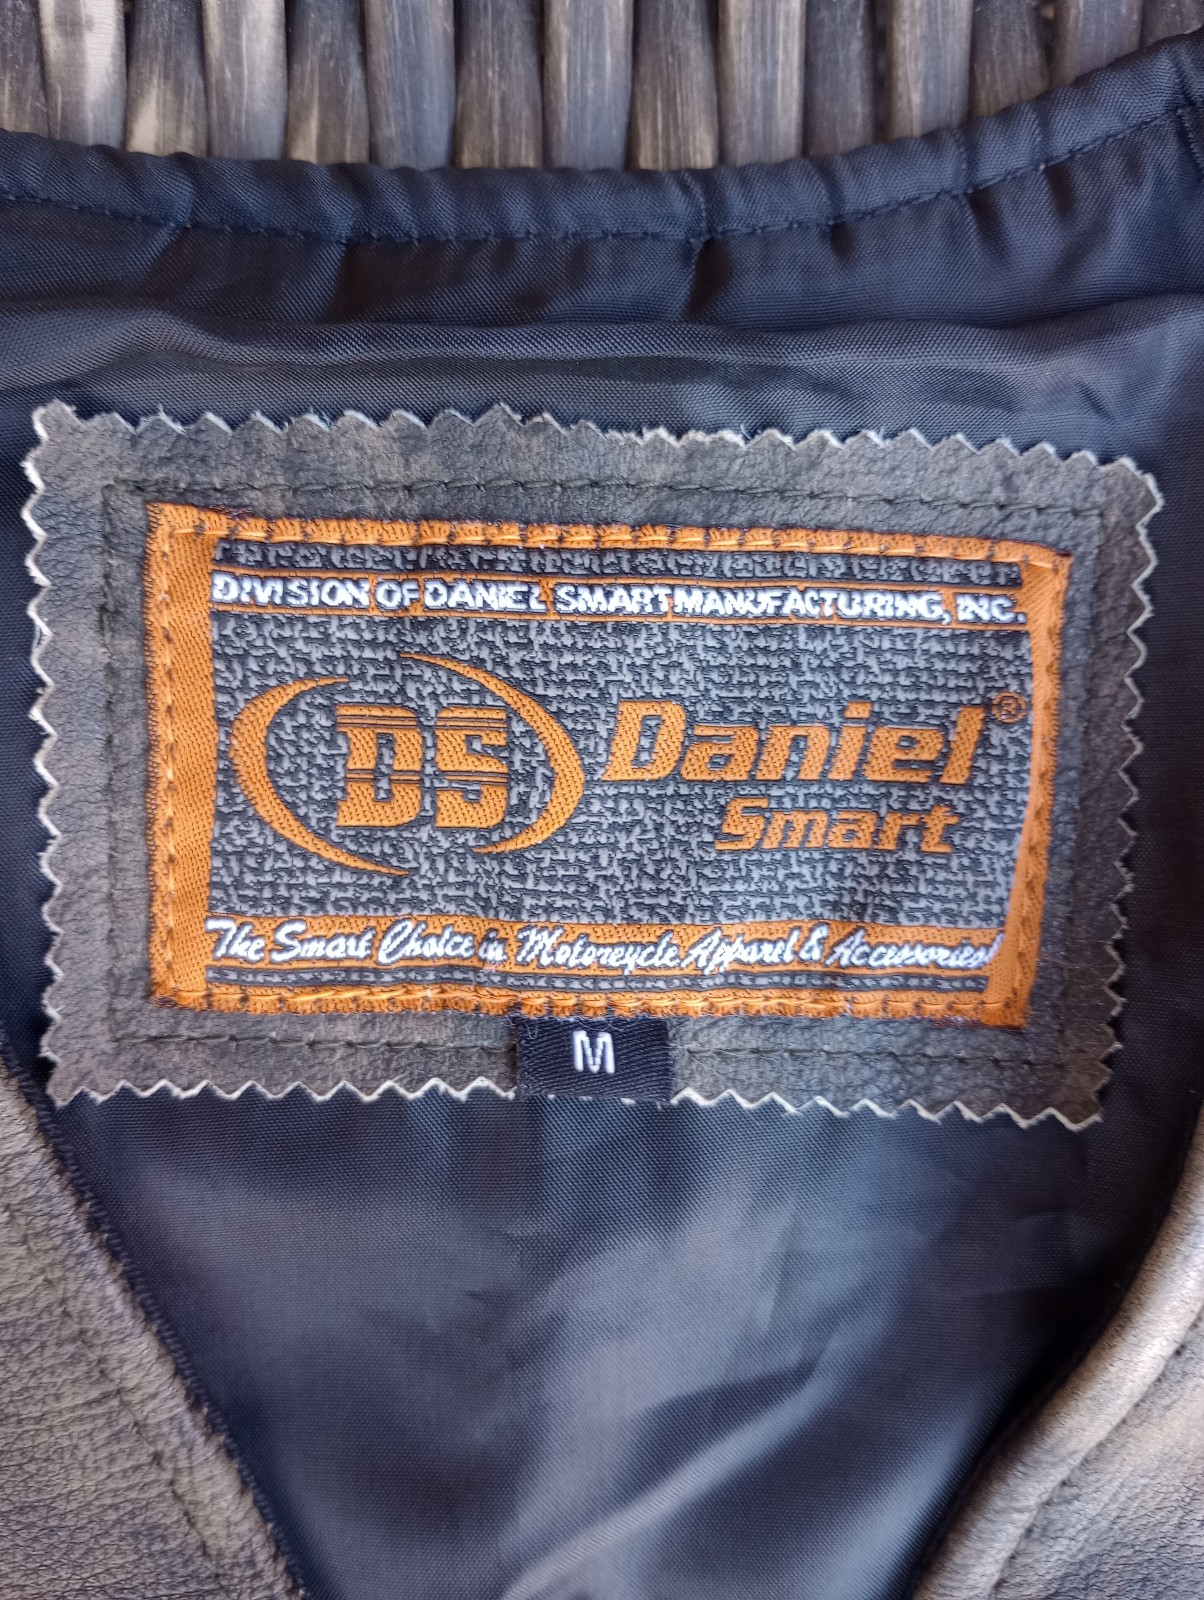 DIVISION OF DANIEL SMART MANUFACTURING, INC.
DS
Daniel®
Smart
The Smart Choice in Motorcycle Apparel & Accessories!
M